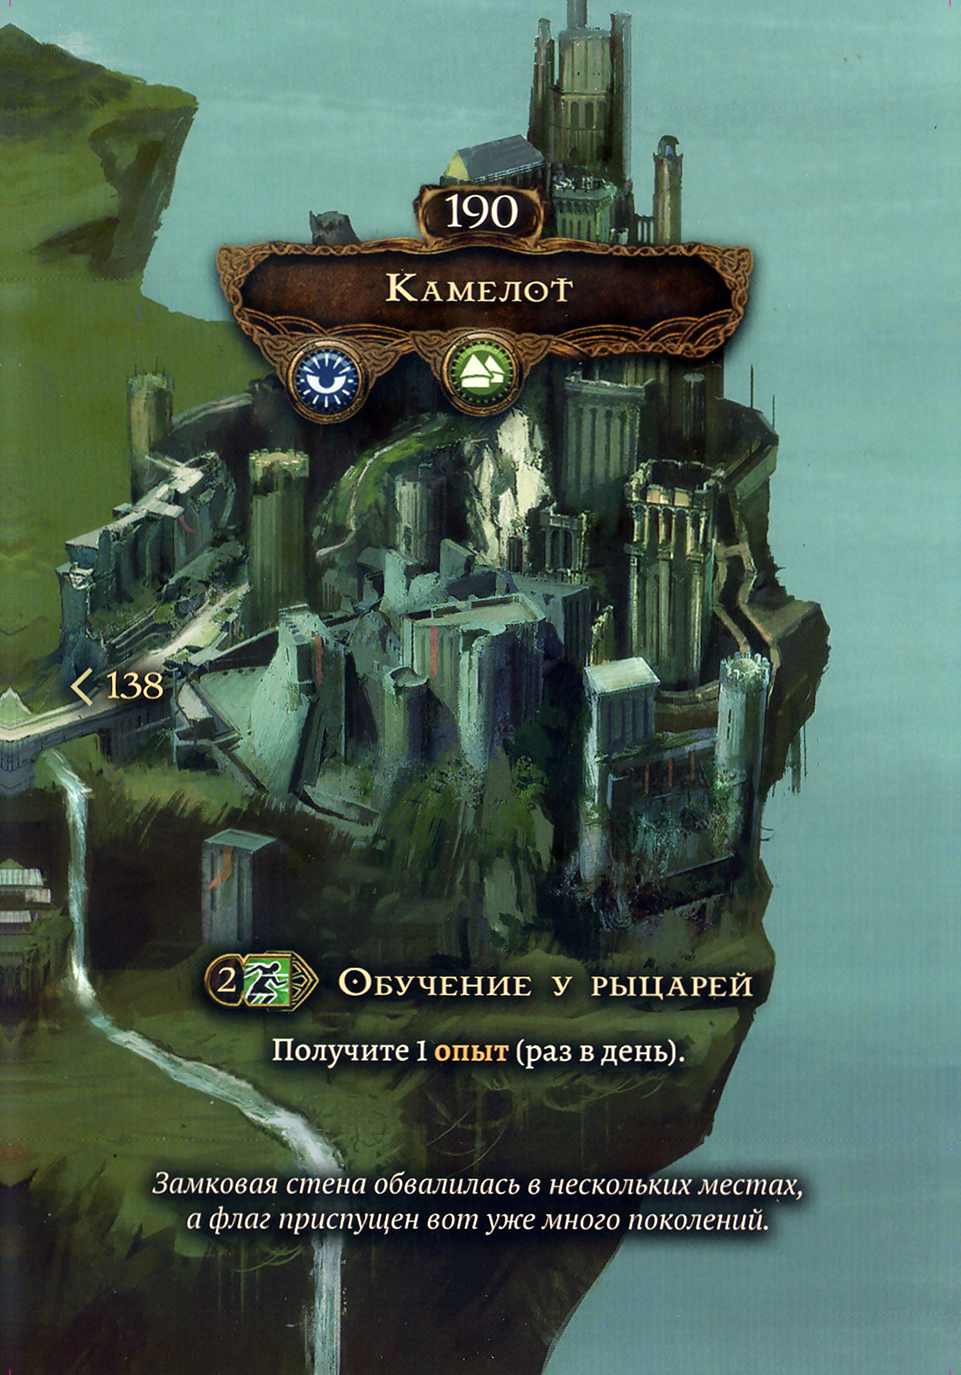 190
Камелот
< 138
2 Обучение у рыцарей
Получите 1 опыт (раз в день).
Замковая стена обвалилась в нескольких местах,
а флаг приспущен вот уже много поколений.